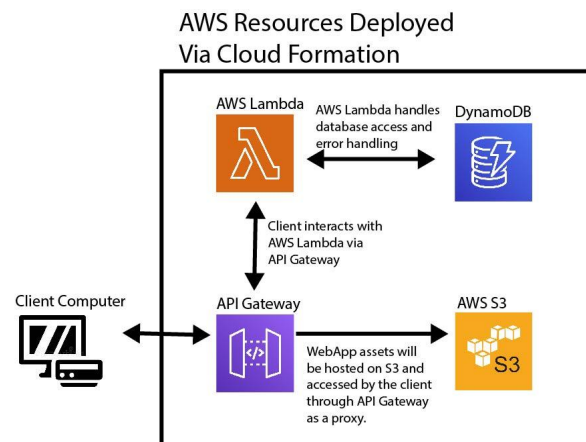 AWS Resources Deployed
Via Cloud Formation
AWS Lambda
AWS Lambda handles
database access and
error handling
DynamoDB
Client interacts with
AWS Lambda via
API Gateway
Client Computer
API Gateway
</>
WebApp assets will
be hosted on S3 and
accessed by the client
through API Gateway
as a proxy.
AWS S3
S3